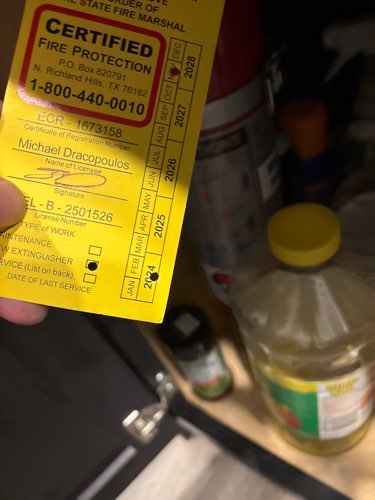 STATE FIRE MARSHAL
CERTIFIED
FIRE PROTECTION
P.O. Box 820791
N. Richland Hills, TX 76182
1-800-440-0010
ECR - 1673158
Certificate of Registration Number
Michael Dracopoulos
Name of Licensee
Signature
EL - B - 2501526
License Number
TYPE OF WORK
MAINTENANCE
NEW EXTINGUISHER
SERVICE (List on back)
DATE OF LAST SERVICE
JAN FEB MAR APR MAY JUN JUL AUG SEP OCT NOV DEC
2024 2025 2026 2027 2028